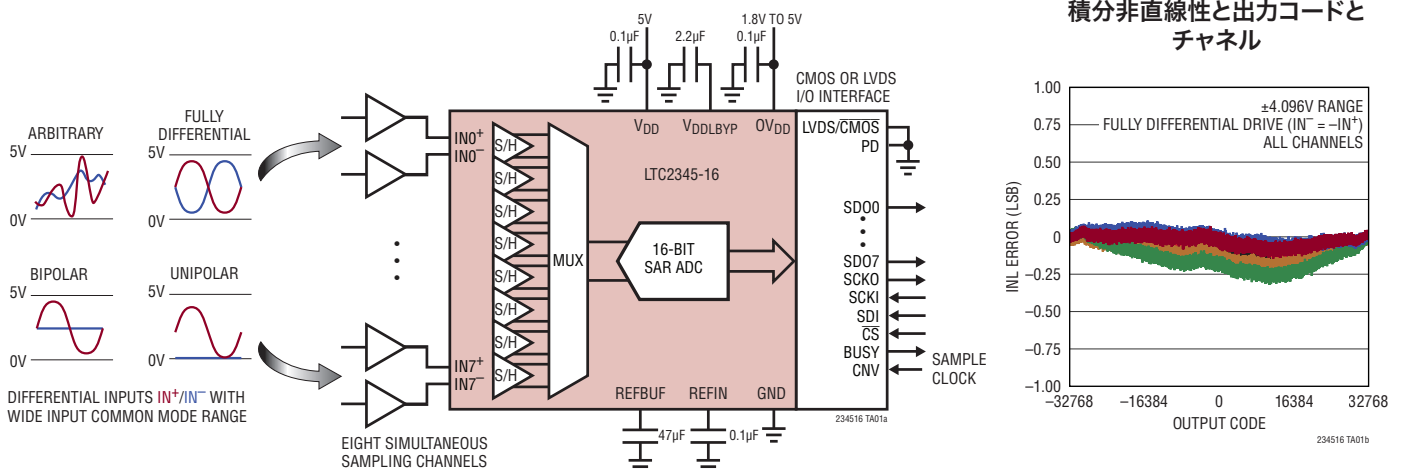 ARBITRARY
5V
0V
FULLY
DIFFERENTIAL
5V
0V
BIPOLAR
5V
0V
UNIPOLAR
5V
0V
DIFFERENTIAL INPUTS IN+/IN− WITH
WIDE INPUT COMMON MODE RANGE
EIGHT SIMULTANEOUS
SAMPLING CHANNELS
5V
1.8V TO 5V
0.1µF
2.2µF
0.1µF
CMOS OR LVDS
I/O INTERFACE
VDD
VDDLBYP
OVDD
IN0+
IN0−
S/H
S/H
S/H
S/H
S/H
S/H
S/H
S/H
IN7+
IN7−
MUX
LTC2345-16
16-BIT
SAR ADC
LVDS/CMOS
PD
SDO0
SDO7
SCKO
SCKI
SDI
CS
BUSY
CNV
SAMPLE
CLOCK
REFBUF
REFIN
GND
47µF
0.1µF
234516 TA01a
積分非直線性と出力コードと
チャネル
±4.096V RANGE
FULLY DIFFERENTIAL DRIVE (IN− = –IN+)
ALL CHANNELS
INL ERROR (LSB)
1.00
0.75
0.50
0.25
0
–0.25
–0.50
–0.75
–1.00
–32768
–16384
0
16384
32768
OUTPUT CODE
234516 TA01b